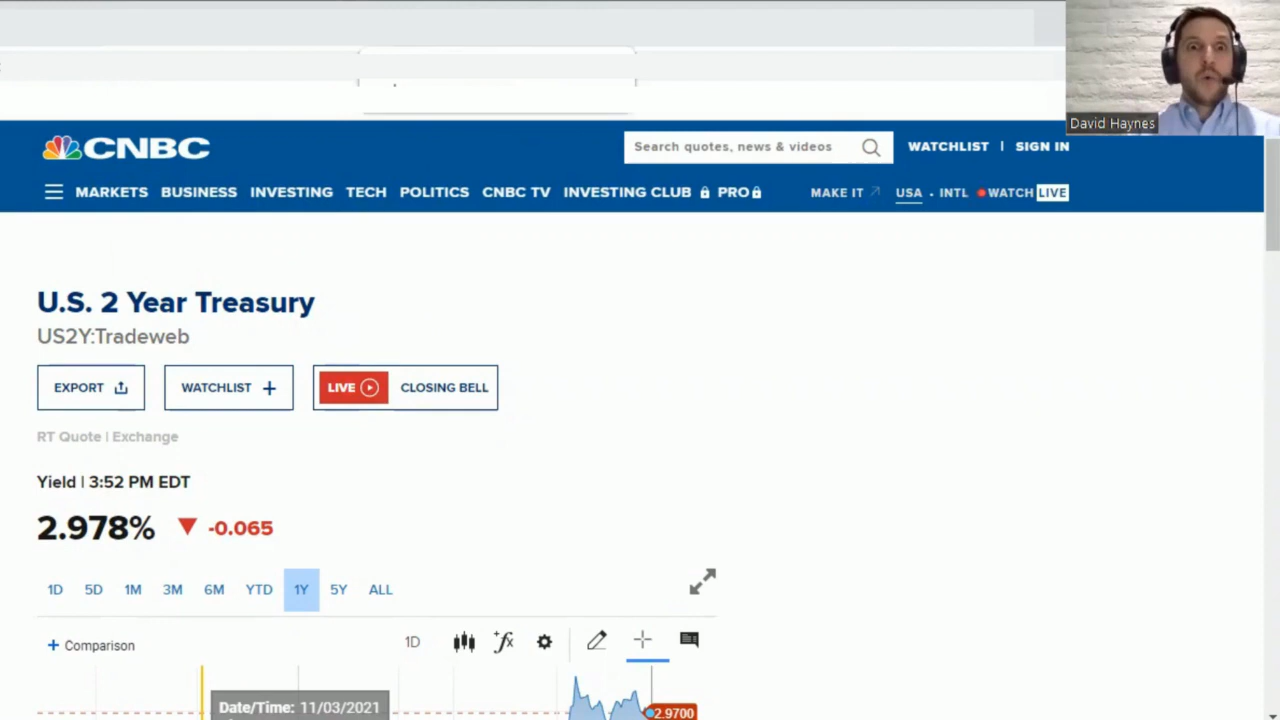 David Haynes
CNBC
Search quotes, news & videos
WATCHLIST | SIGN IN
MARKETS BUSINESS INVESTING TECH POLITICS CNBC TV INVESTING CLUB PRO MAKE IT USA • INTL WATCH LIVE
U.S. 2 Year Treasury
US2Y:Tradeweb
EXPORT WATCHLIST + LIVE CLOSING BELL
RT Quote | Exchange
Yield | 3:52 PM EDT
2.978% ▼ -0.065
1D 5D 1M 3M 6M YTD 1Y 5Y ALL
+ Comparison 1D +fx
Date/Time: 11/03/2021
2.9700